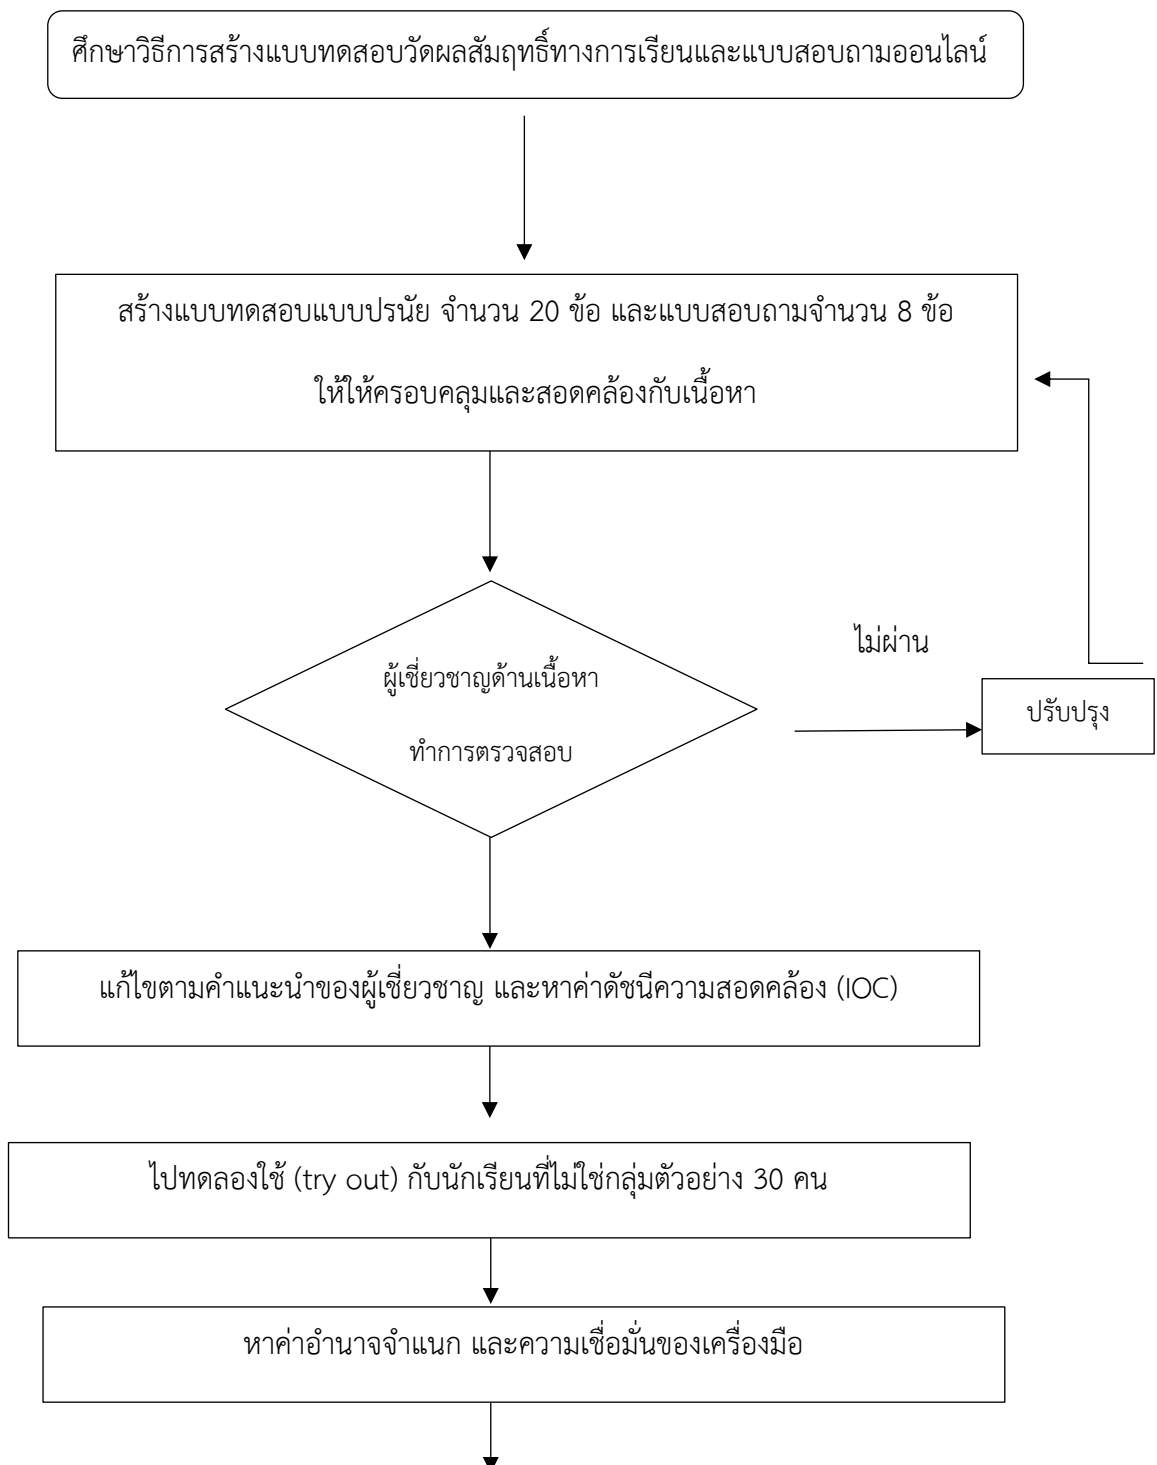 ศึกษาวิธีการสร้างแบบทดสอบวัดผลสัมฤทธิ์ทางการเรียนและแบบสอบถามออนไลน์
สร้างแบบทดสอบแบบปรนัย จำนวน 20 ข้อ และแบบสอบถามจำนวน 8 ข้อ
ให้ให้ครอบคลุมและสอดคล้องกับเนื้อหา
ไม่ผ่าน
ผู้เชี่ยวชาญด้านเนื้อหา
ทำการตรวจสอบ
ปรับปรุง
แก้ไขตามคำแนะนำของผู้เชี่ยวชาญ และหาค่าดัชนีความสอดคล้อง (IOC)
ไปทดลองใช้ (try out) กับนักเรียนที่ไม่ใช่กลุ่มตัวอย่าง 30 คน
หาค่าอำนาจจำแนก และความเชื่อมั่นของเครื่องมือ